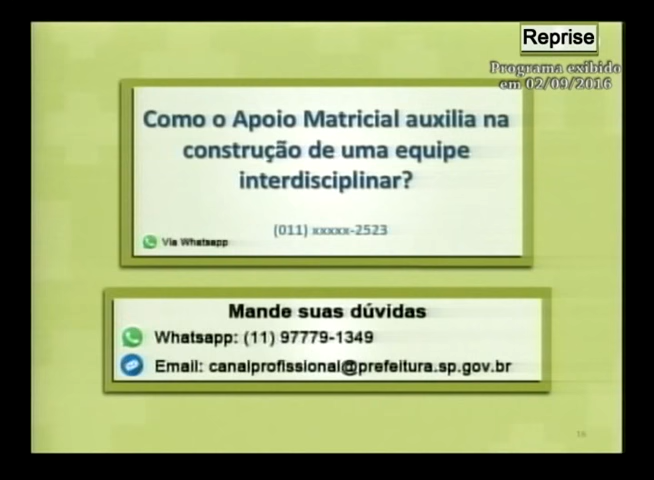 Reprise
Programa exibido
em 02/09/2016
Como o Apoio Matricial auxilia na
construção de uma equipe
interdisciplinar?
(011) xxxxx-2523
Via Whatsapp
Mande suas dúvidas
Whatsapp: (11) 97779-1349
Email: canalprofissional@prefeitura.sp.gov.br
16